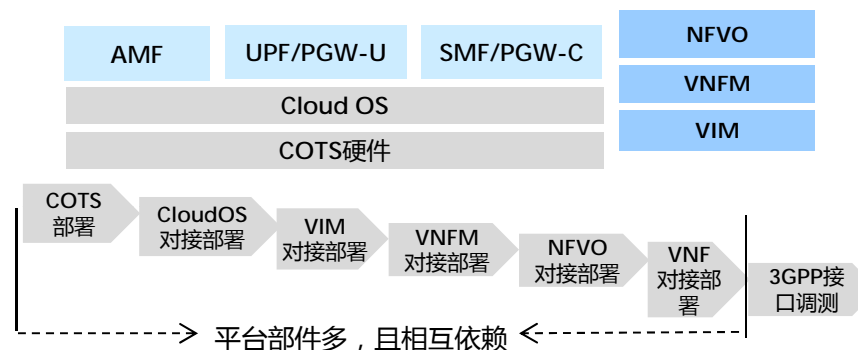 AMF
UPF/PGW-U
SMF/PGW-C
NFVO
VNFM
VIM
Cloud OS
COTS硬件
COTS
部署
CloudOS
对接部署
VIM
对接部署
VNFM
对接部署
NFVO
对接部署
VNF
对接部
署
3GPP接
口调测
平台部件多，且相互依赖